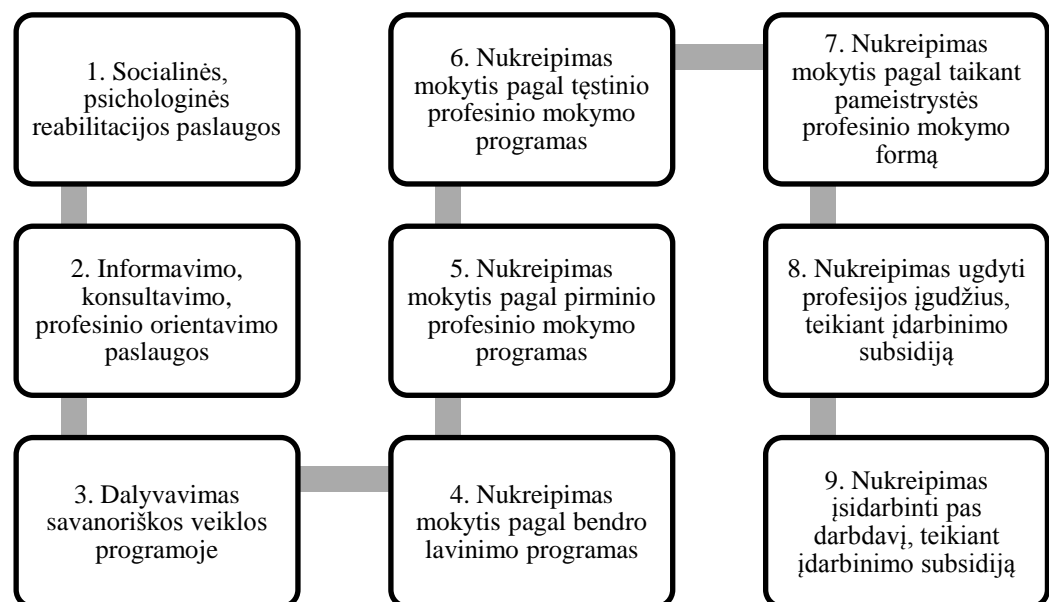 1. Socialinės,
psichologinės
reabilitacijos paslaugos
2. Informavimo,
konsultavimo,
profesinio orientavimo
paslaugos
3. Dalyvavimas
savanoriškos veiklos
programoje
4. Nukreipimas
mokytis pagal bendro
lavinimo programas
5. Nukreipimas
mokytis pagal pirminio
profesinio mokymo
programas
6. Nukreipimas
mokytis pagal tęstinio
profesinio mokymo
programas
7. Nukreipimas
mokytis pagal taikant
pameistrystės
profesinio mokymo
formą
8. Nukreipimas ugdyti
profesijos įgudžius,
teikiant įdarbinimo
subsidiją
9. Nukreipimas
įsidarbinti pas
darbdavį, teikiant
įdarbinimo subsidiją